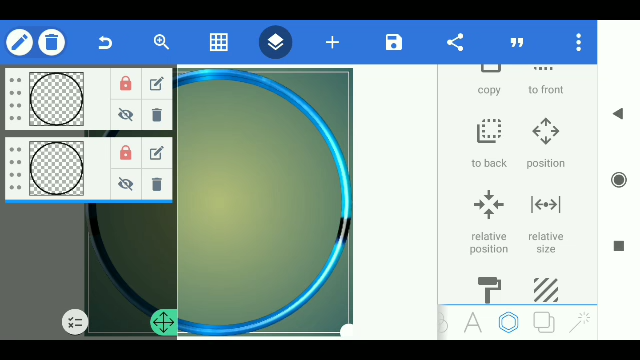 copy
to front
to back
position
relative
position
relative
size